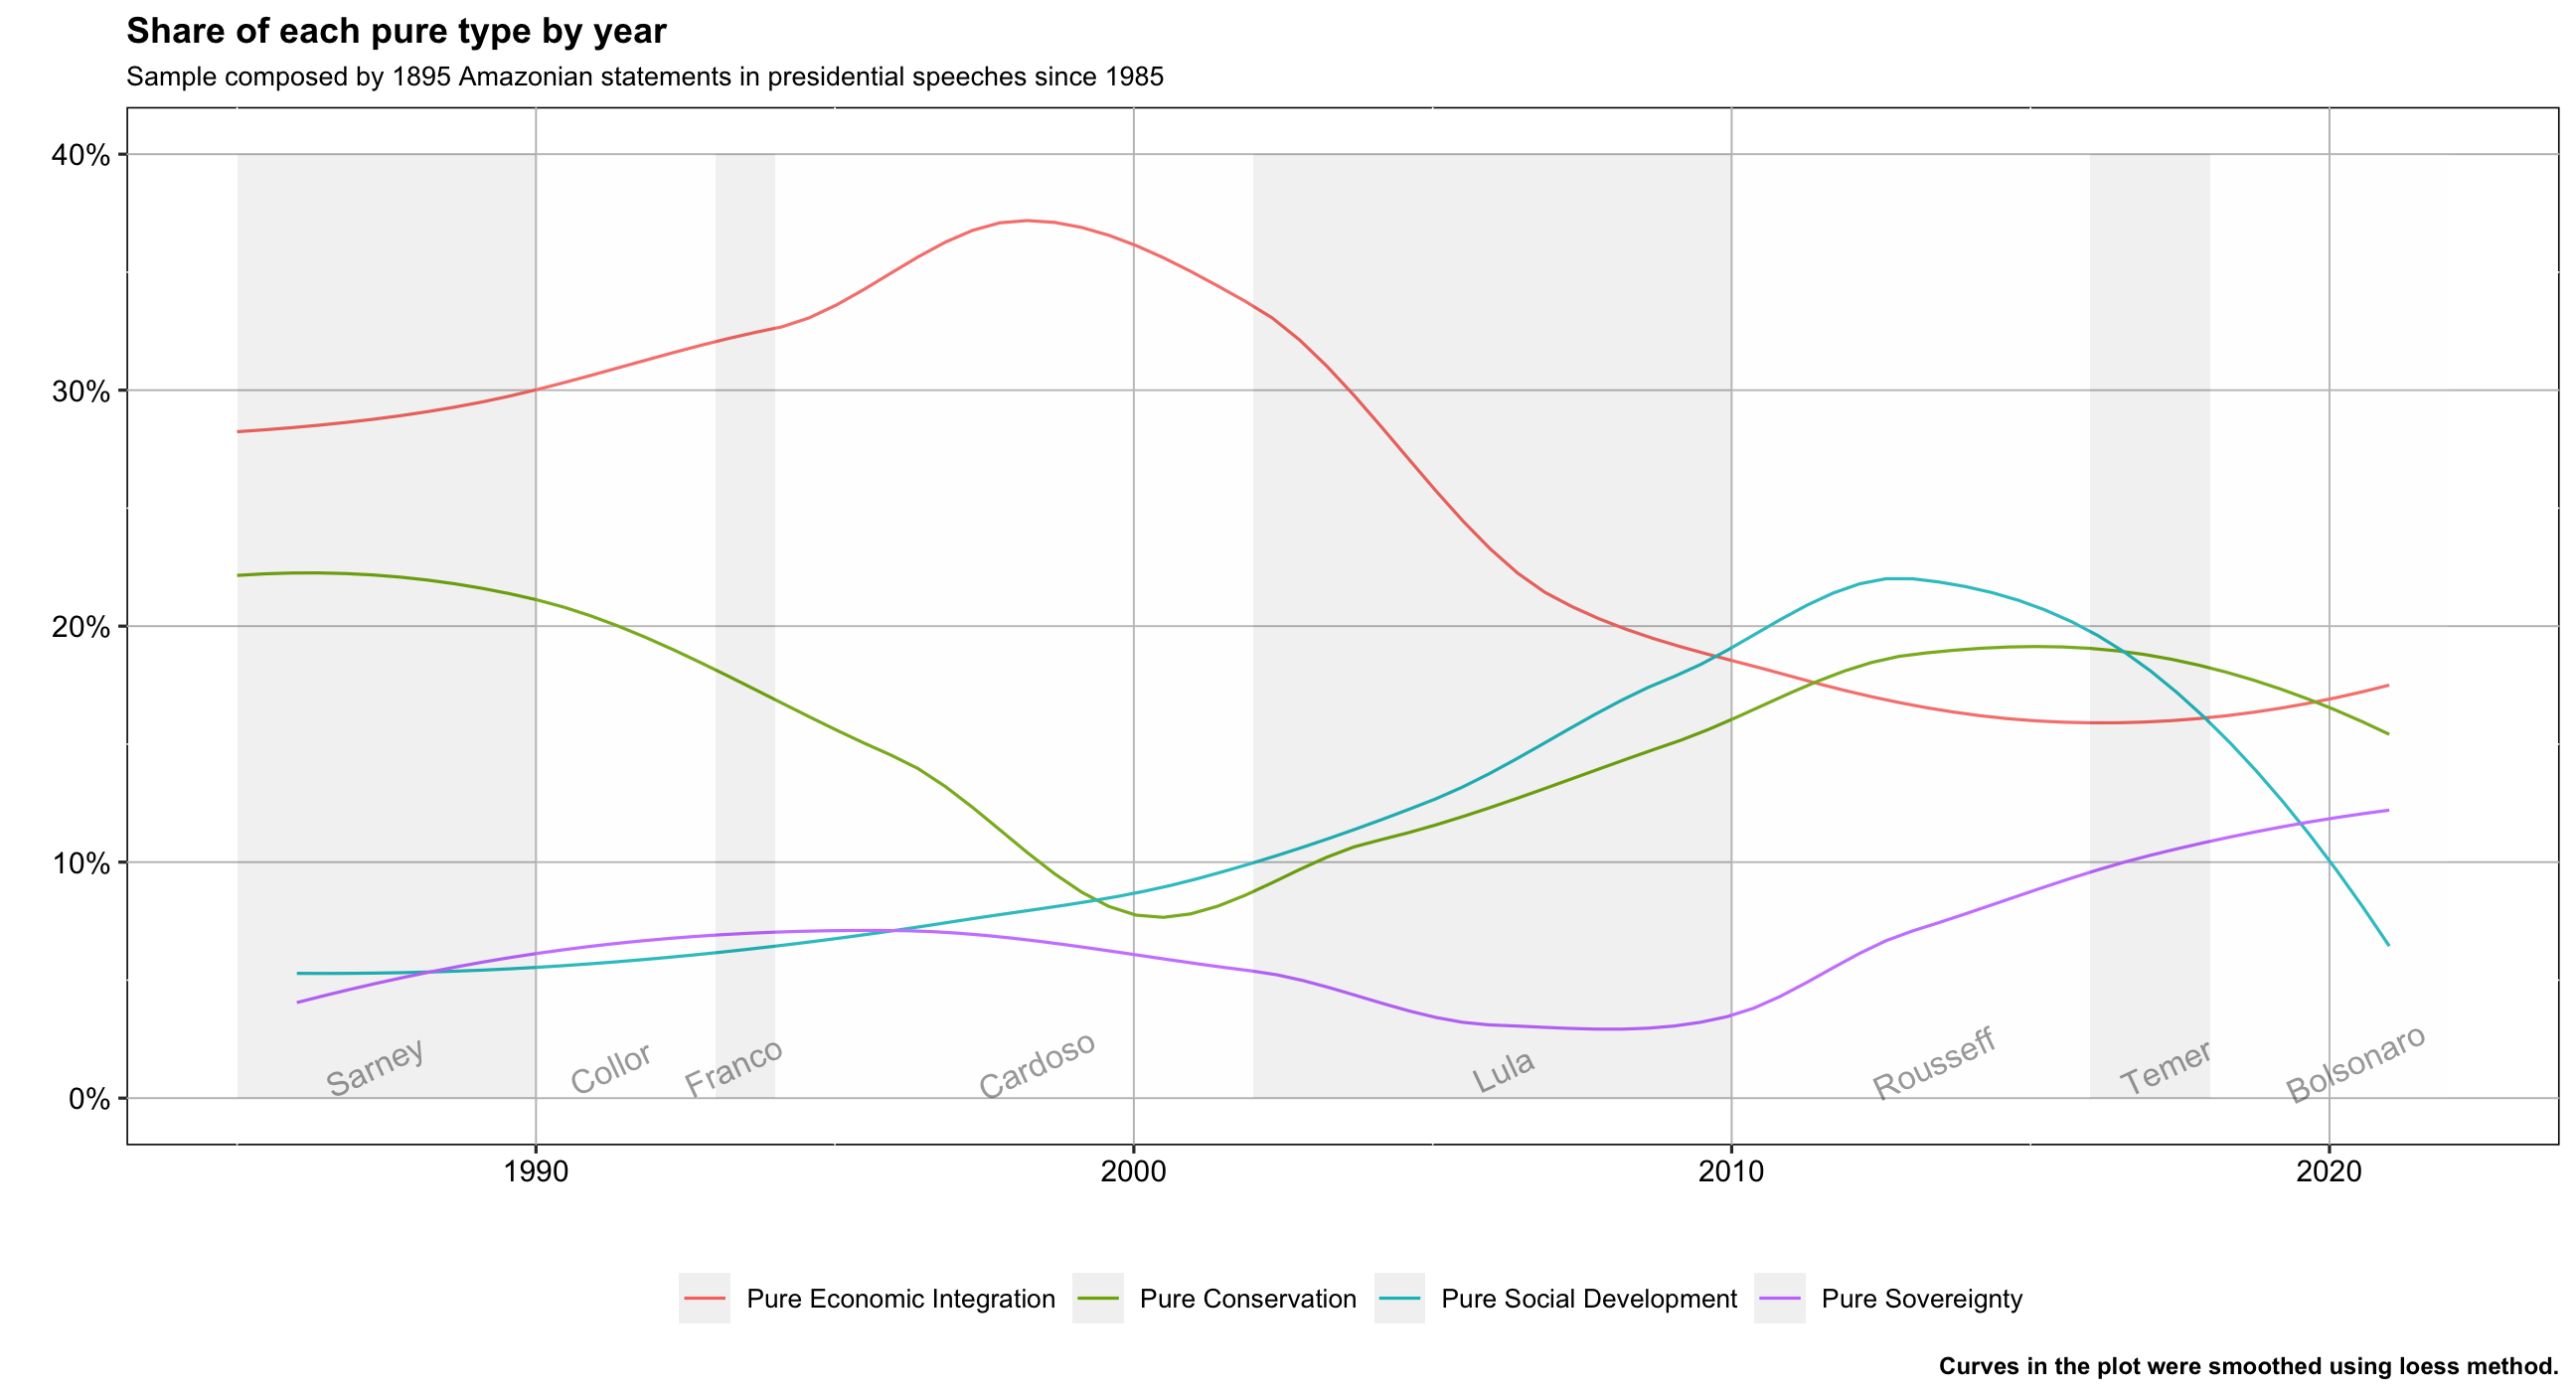 Share of each pure type by year
Sample composed by 1895 Amazonian statements in presidential speeches since 1985
40%
30%
20%
10%
0%
Sarney
Collor
Franco
Cardoso
Lula
Rousseff
Temer
Bolsonaro
1990 2000 2010 2020
Pure Economic Integration Pure Conservation Pure Social Development Pure Sovereignty
Curves in the plot were smoothed using loess method.